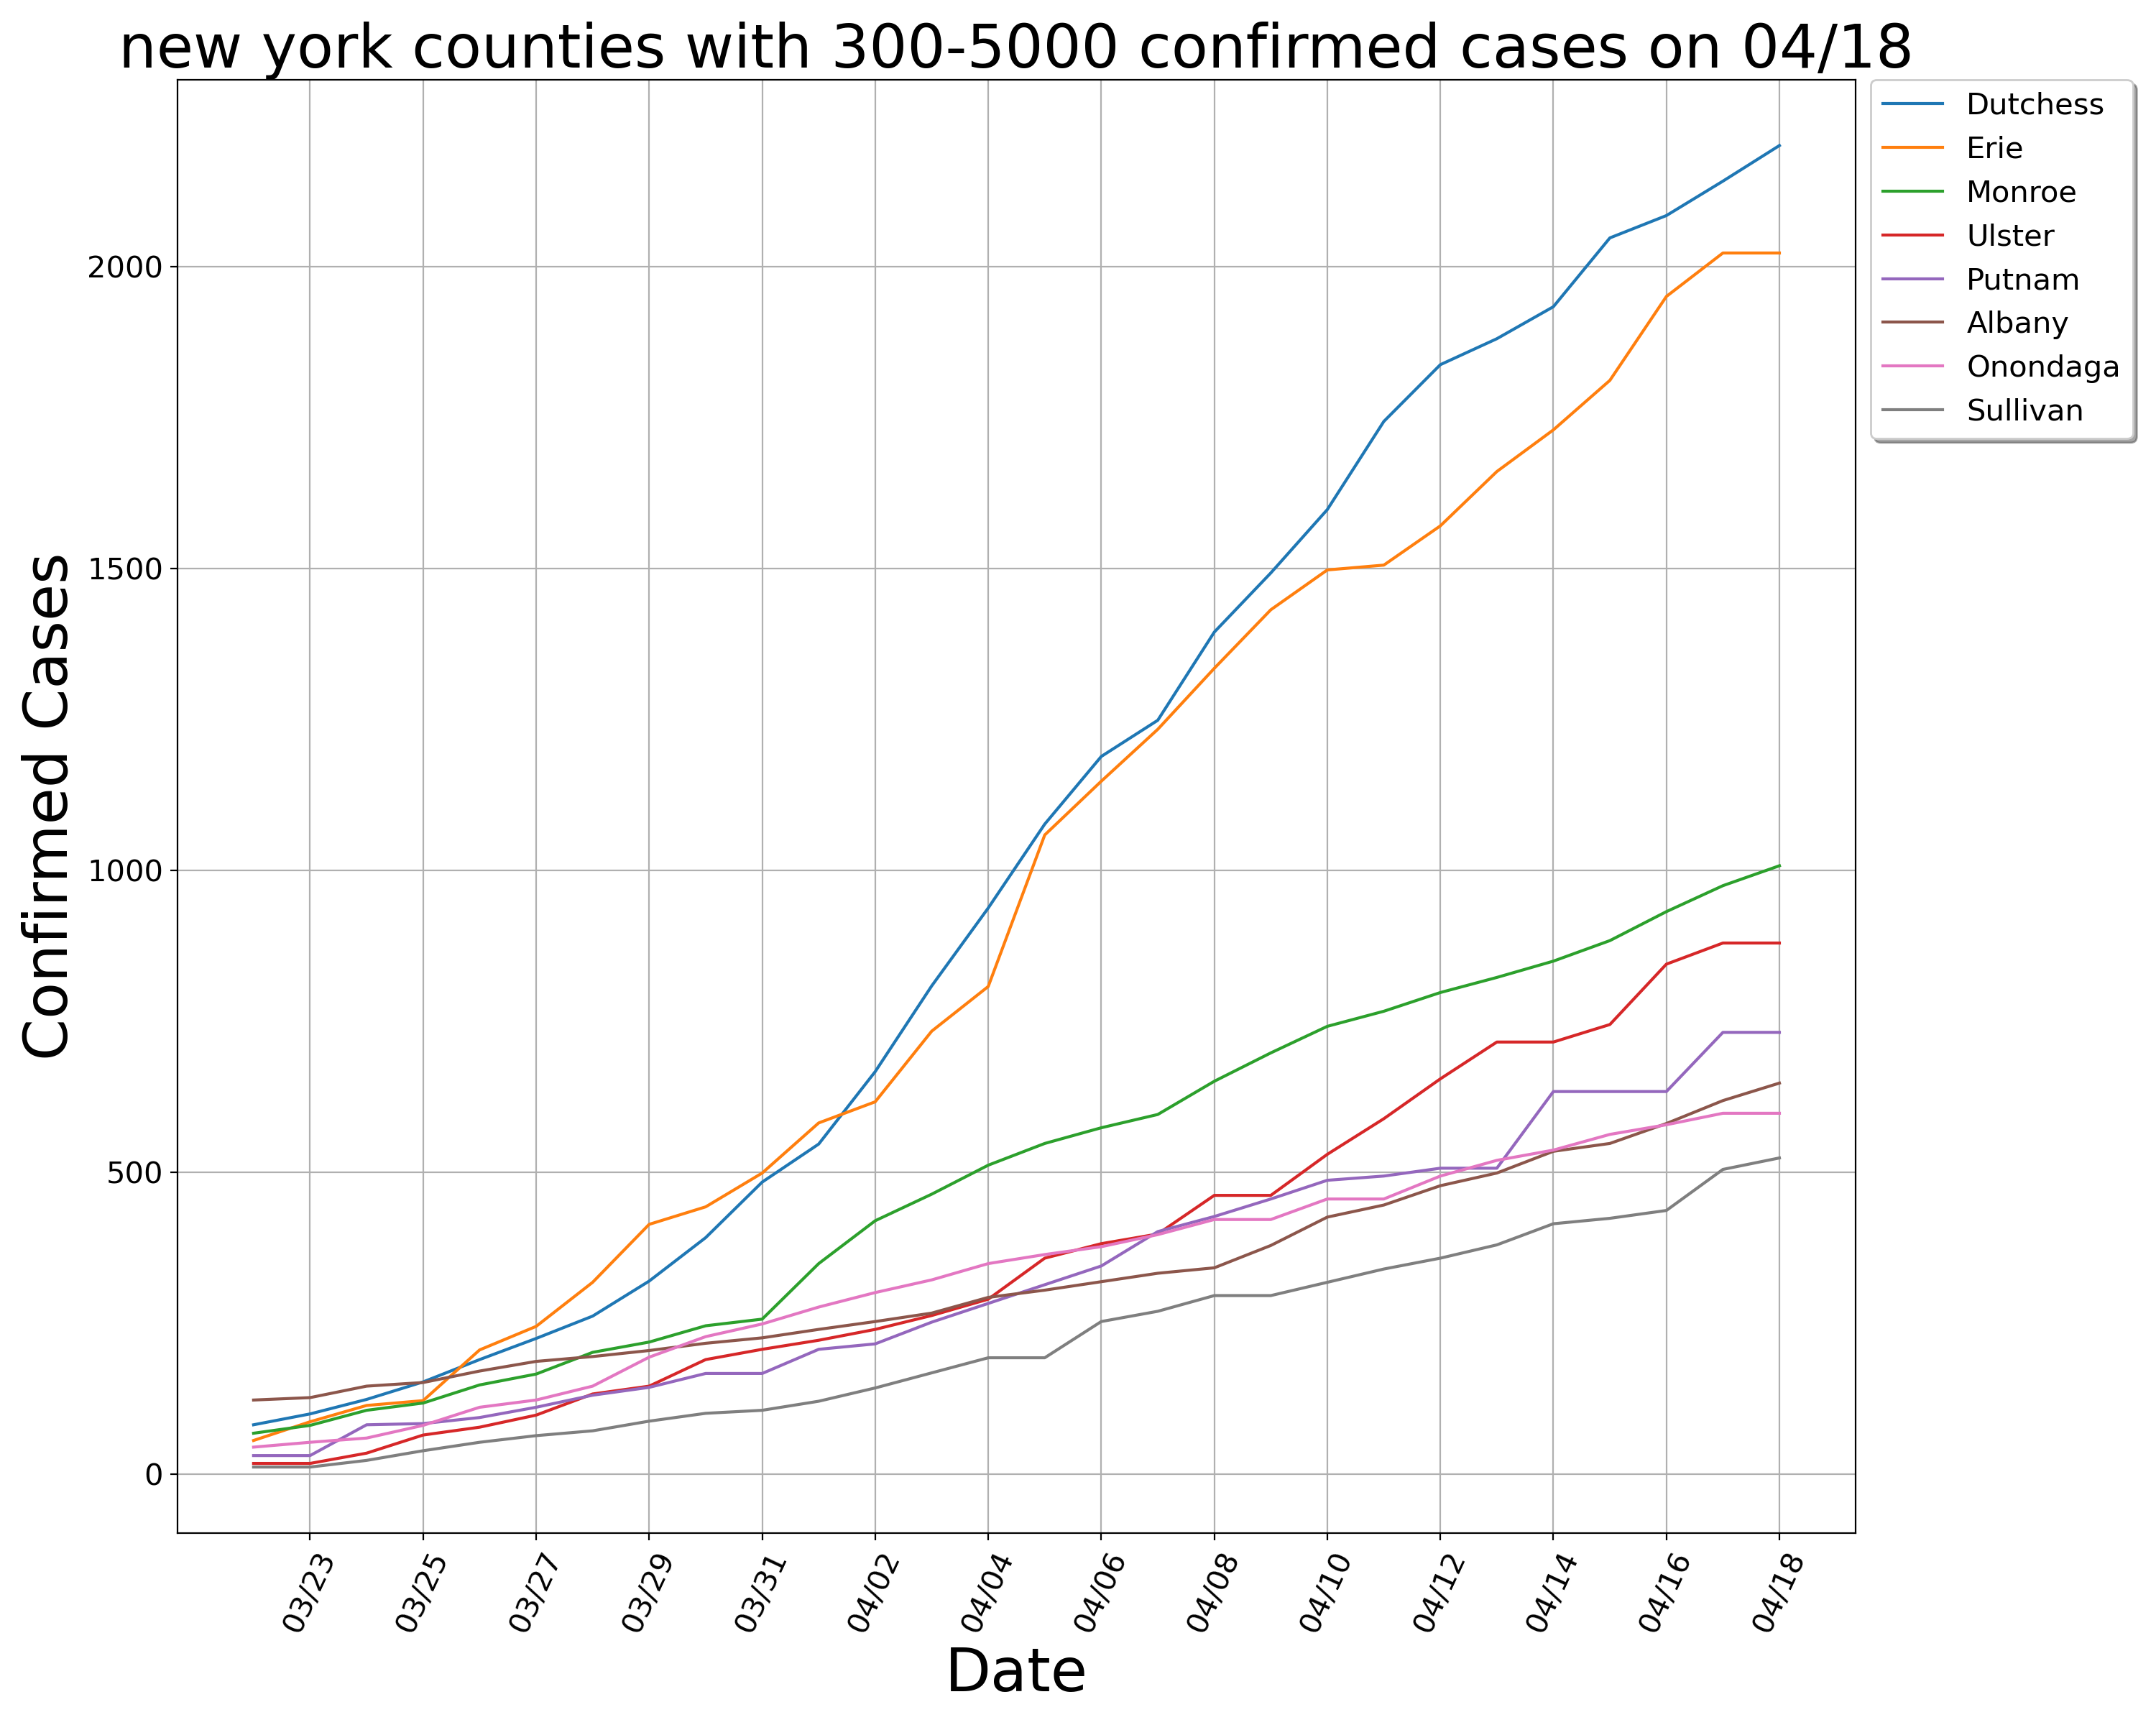 new york counties with 300-5000 confirmed cases on 04/18
Dutchess
Erie
Monroe
Ulster
Putnam
Albany
Onondaga
Sullivan
Confirmed Cases
2000
1500
1000
500
0
03/23
03/25
03/27
03/29
03/31
04/02
04/04
04/06
04/08
04/10
04/12
04/14
04/16
04/18
Date